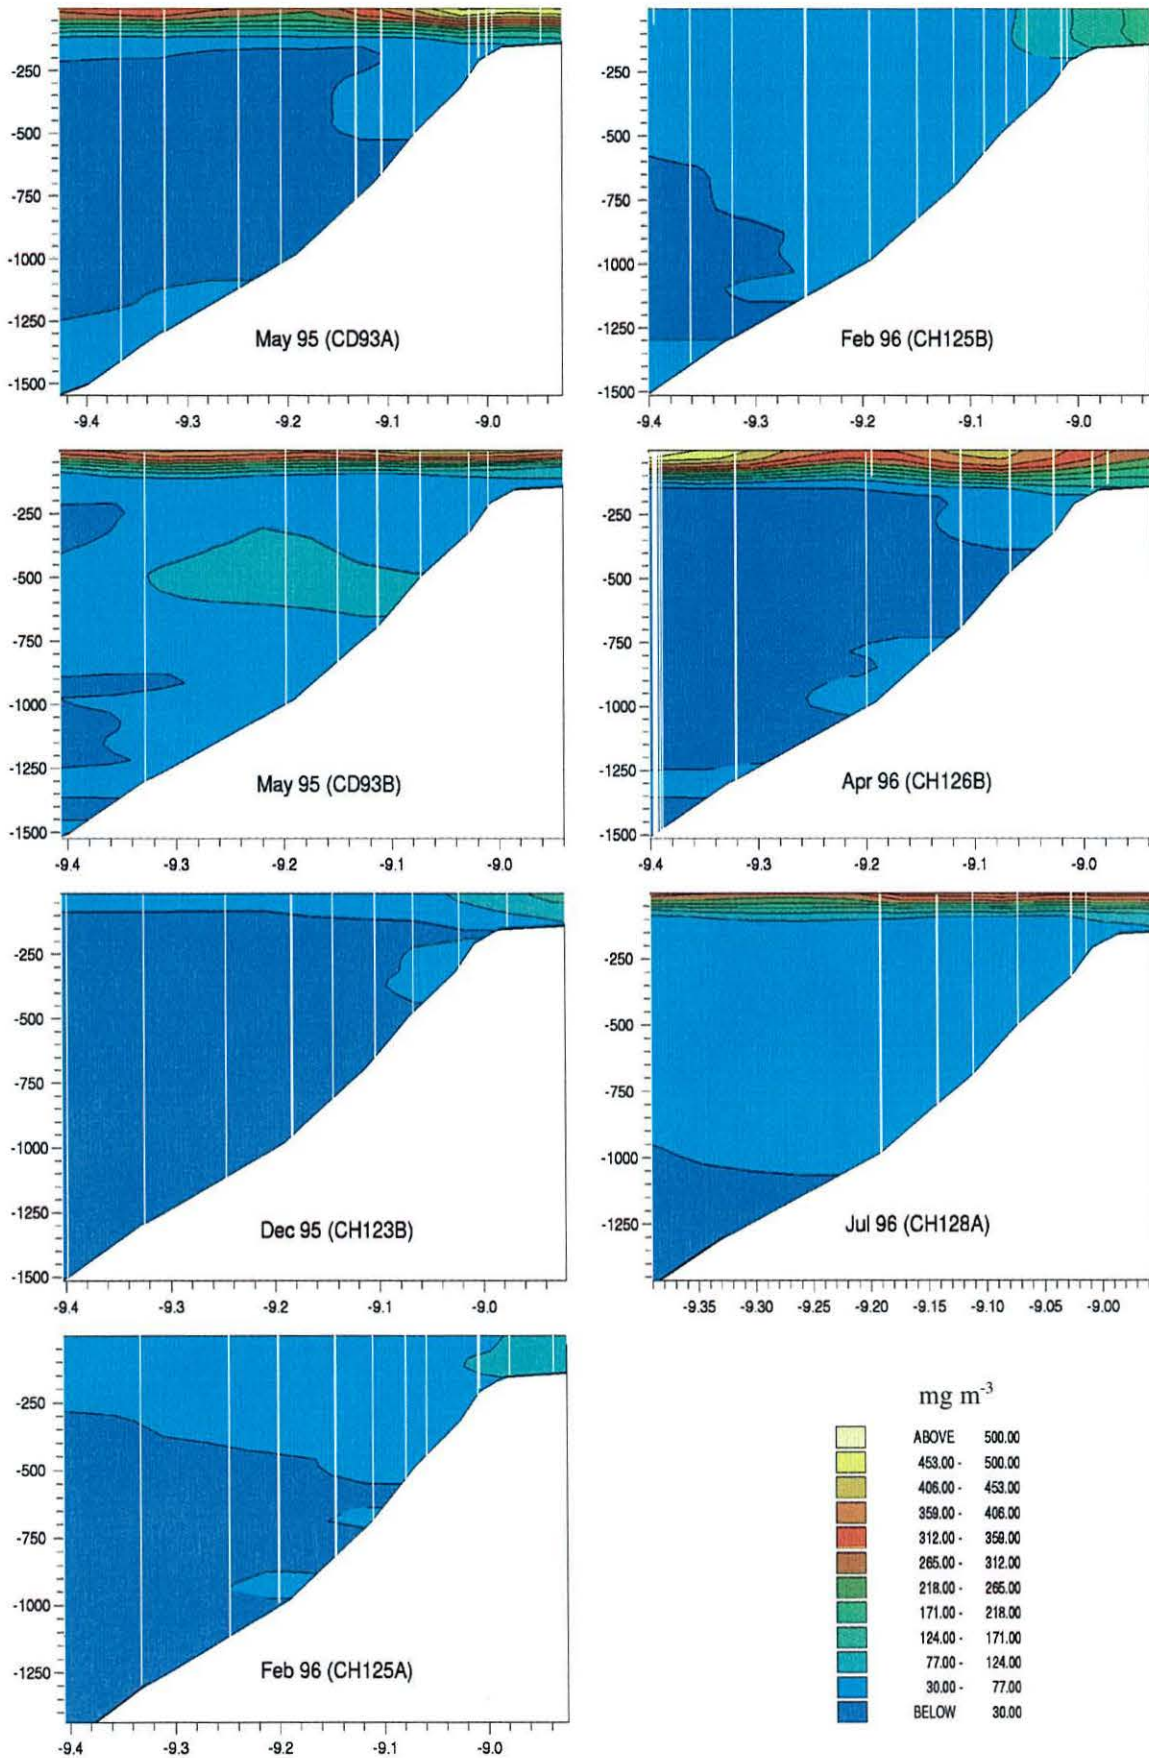 -250
-500
-750
-1000
-1250
-1500
May 95 (CD93A)
-9.4 -9.3 -9.2 -9.1 -9.0
-250
-500
-750
-1000
-1250
-1500
Feb 96 (CH125B)
-9.4 -9.3 -9.2 -9.1 -9.0
-250
-500
-750
-1000
-1250
-1500
May 95 (CD93B)
-9.4 -9.3 -9.2 -9.1 -9.0
-250
-500
-750
-1000
-1250
-1500
Apr 96 (CH126B)
-9.4 -9.3 -9.2 -9.1 -9.0
-250
-500
-750
-1000
-1250
-1500
Dec 95 (CH123B)
-9.4 -9.3 -9.2 -9.1 -9.0
-250
-500
-750
-1000
-1250
Jul 96 (CH128A)
-9.35 -9.30 -9.25 -9.20 -9.15 -9.10 -9.05 -9.00
-250
-500
-750
-1000
-1250
Feb 96 (CH125A)
-9.4 -9.3 -9.2 -9.1 -9.0
mg m⁻³
ABOVE 500.00
453.00 - 500.00
406.00 - 453.00
359.00 - 406.00
312.00 - 359.00
265.00 - 312.00
218.00 - 265.00
171.00 - 218.00
124.00 - 171.00
77.00 - 124.00
30.00 - 77.00
BELOW 30.00